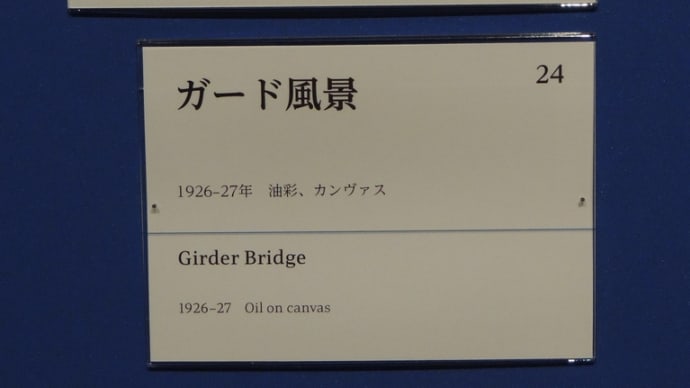 ガード風景 24
1926–27年　油彩、カンヴァス
Girder Bridge
1926–27　Oil on canvas